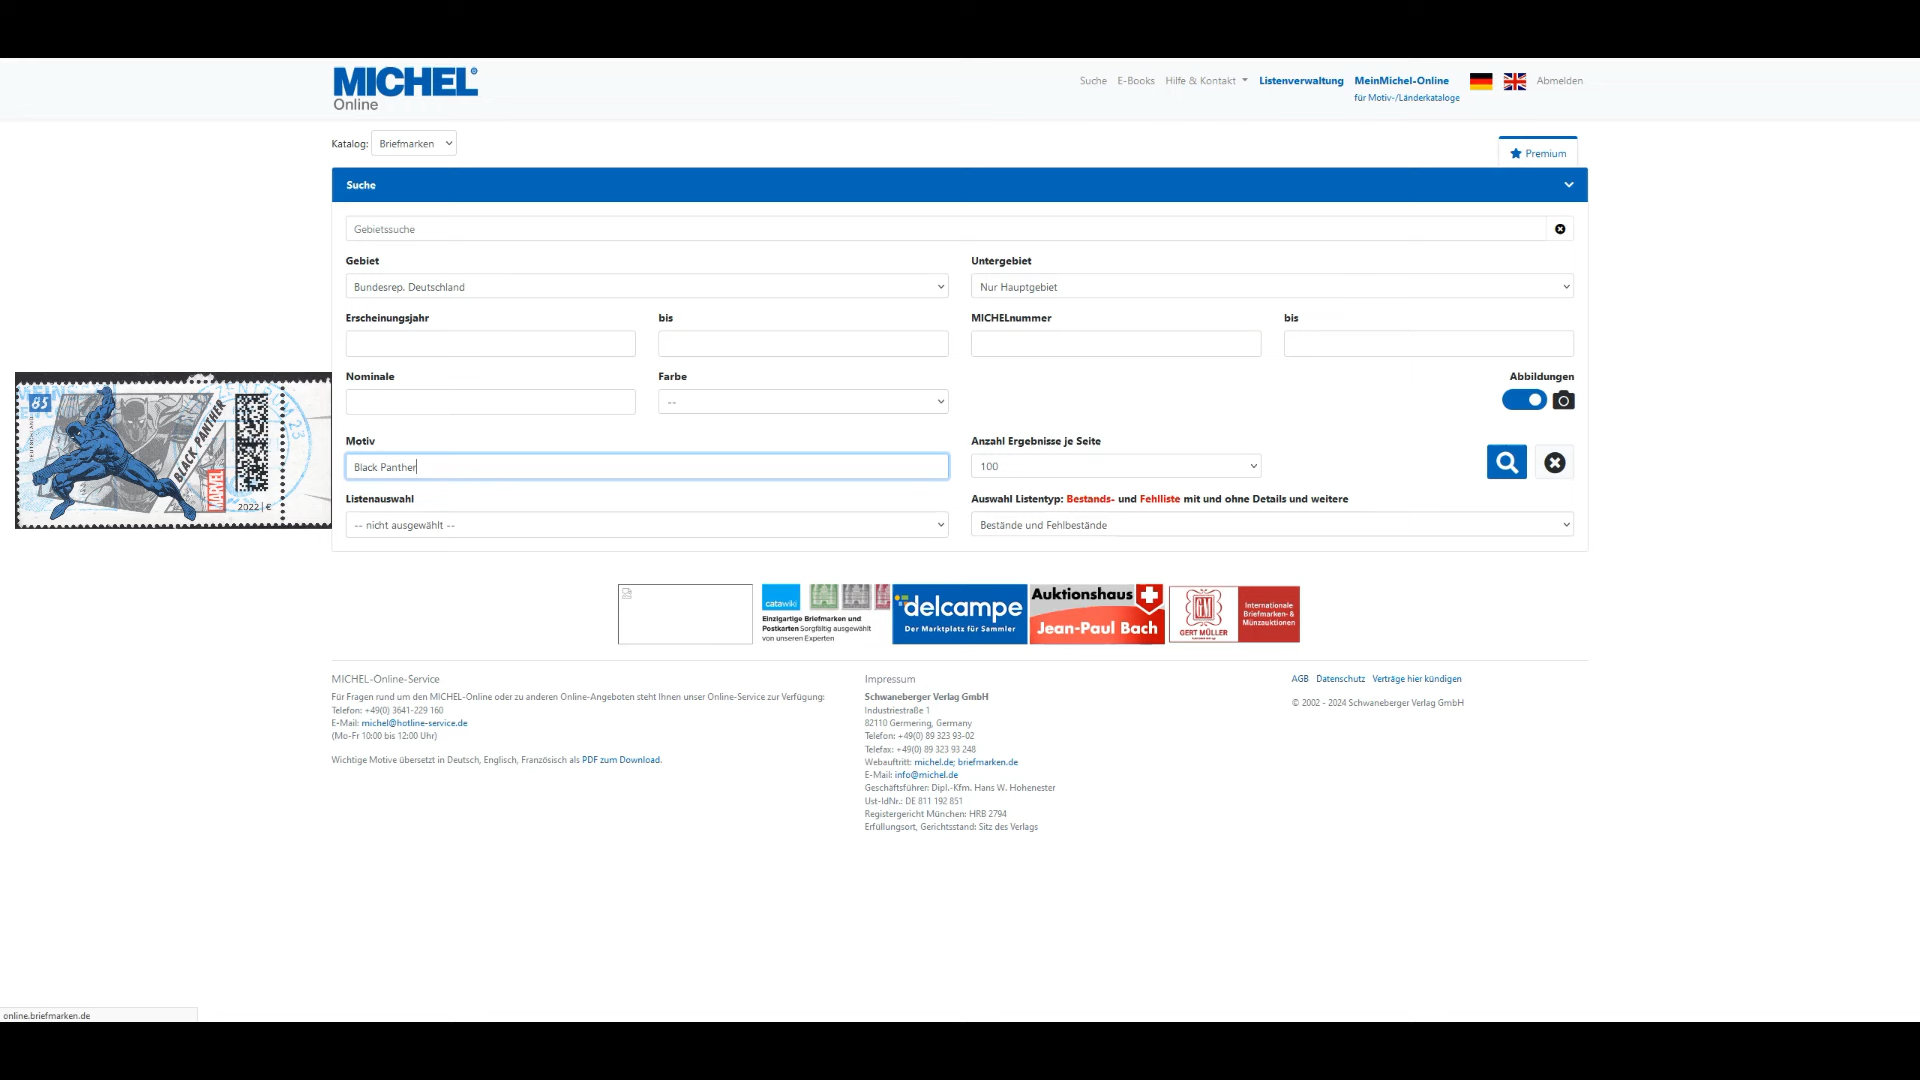 MICHEL®
Online
Suche
E-Books
Hilfe & Kontakt
Listenverwaltung
MeinMichel-Online
für Motiv-/Länderkataloge
Abmelden
Katalog:
Briefmarken
Premium
Suche
Gebietssuche
Gebiet
Untergebiet
Bundesrep. Deutschland
Nur Hauptgebiet
Erscheinungsjahr
bis
MICHELnummer
bis
Nominale
Farbe
--
Abbildungen
85
DEUTSCHLAND
BLACK PANTHER
MARVEL
2022 | €
Motiv
Black Panther
Anzahl Ergebnisse je Seite
100
Listenauswahl
-- nicht ausgewählt --
Auswahl Listentyp: Bestands- und Fehlliste mit und ohne Details und weitere
Bestände und Fehlbestände
catawiki
Einzigartige Briefmarken und
Postkarten Sorgfältig ausgewählt
von unseren Experten
delcampe
Der Marktplatz für Sammler
Auktionshaus
Jean-Paul Bach
GERT MÜLLER
Internationale
Briefmarken- &
Münzauktionen
MICHEL-Online-Service
Für Fragen rund um den MICHEL-Online oder zu anderen Online-Angeboten steht Ihnen unser Online-Service zur Verfügung:
Telefon: +49(0) 3641-229 160
E-Mail: michel@hotline-service.de
(Mo-Fr 10:00 bis 12:00 Uhr)
Wichtige Motive übersetzt in Deutsch, Englisch, Französisch als PDF zum Download.
Impressum
Schwaneberger Verlag GmbH
Industriestraße 1
82110 Germering, Germany
Telefon: +49(0) 89 323 93-02
Telefax: +49(0) 89 323 93 248
Webauftritt: michel.de; briefmarken.de
E-Mail: info@michel.de
Geschäftsführer: Dipl.-Kfm. Hans W. Hohenester
Ust-IdNr.: DE 811 192 851
Registergericht München: HRB 2794
Erfüllungsort, Gerichtsstand: Sitz des Verlags
AGB Datenschutz Verträge hier kündigen
© 2002 - 2024 Schwaneberger Verlag GmbH
online.briefmarken.de